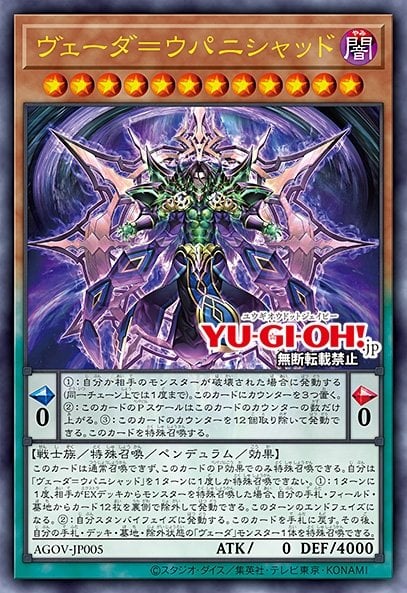 ヴェーダ＝ウパニシャッド
闇
やみ
ユウギオウドットジェイピー
YU-GI-OH!.jp
無断転載禁止
①：自分か相手のモンスターが破壊された場合に発動する
（同一チェーン上では１度まで）。このカードにカウンターを３つ置く。
②：このカードのＰスケールはこのカードのカウンターの数だけ
上がる。③：このカードのカウンターを１２個取り除いて発動で
きる。このカードを特殊召喚する。
0
0
【戦士族／特殊召喚／ペンデュラム／効果】
このカードは通常召喚できず、このカードのＰ効果でのみ特殊召喚できる。自分は
「ヴェーダ＝ウパニシャッド」を１ターンに１度しか特殊召喚できない。①：１ターンに
１度、相手がEXデッキからモンスターを特殊召喚した場合、自分の手札・フィールド・
墓地からカード１２枚を裏側で除外して発動できる。このターンのエンドフェイズに
なる。②：自分スタンバイフェイズに発動する。このカードを手札に戻す。その後、
自分の手札・デッキ・墓地・除外状態の「ヴェーダ」モンスター１体を特殊召喚できる。
AGOV-JP005
ATK/ 0 DEF/4000
©スタジオ・ダイス／集英社・テレビ東京・KONAMI